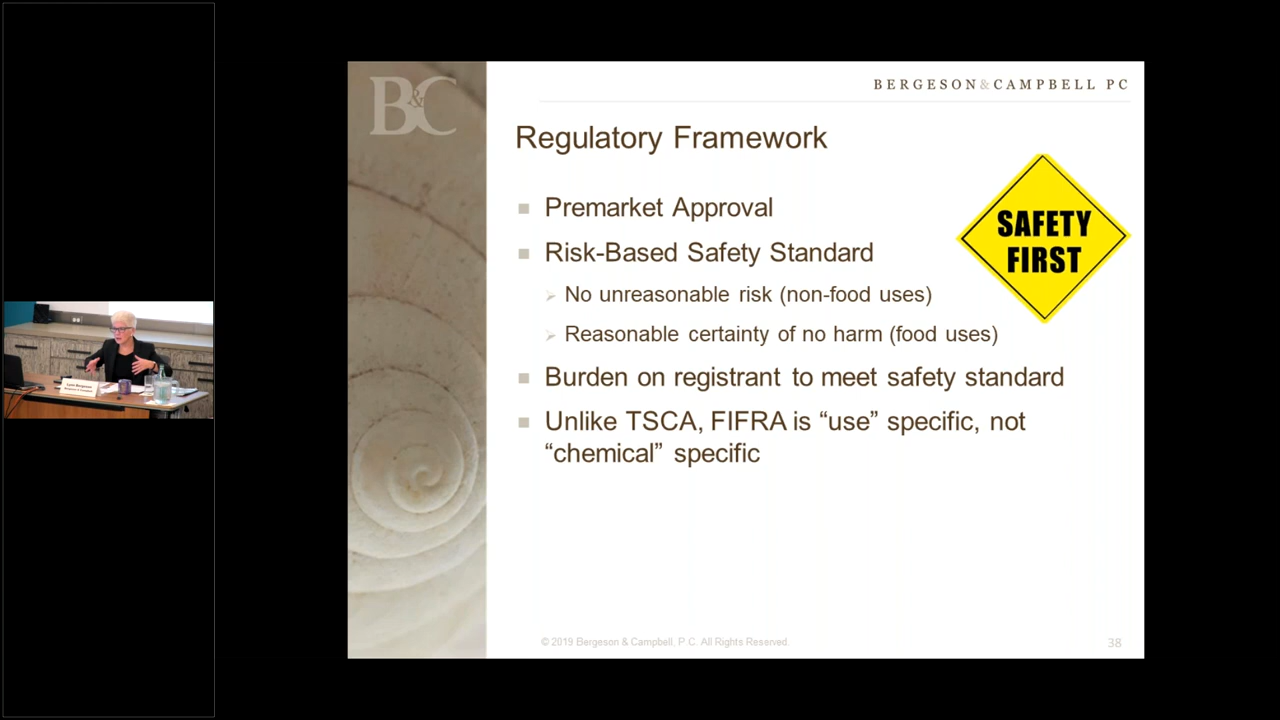 B&C
BERGESON&CAMPBELL PC
Regulatory Framework
Premarket Approval
Risk-Based Safety Standard
No unreasonable risk (non-food uses)
Reasonable certainty of no harm (food uses)
Burden on registrant to meet safety standard
Unlike TSCA, FIFRA is “use” specific, not
“chemical” specific
SAFETY
FIRST
© 2019 Bergeson & Campbell, P.C. All Rights Reserved.
38
Lynn Bergeson